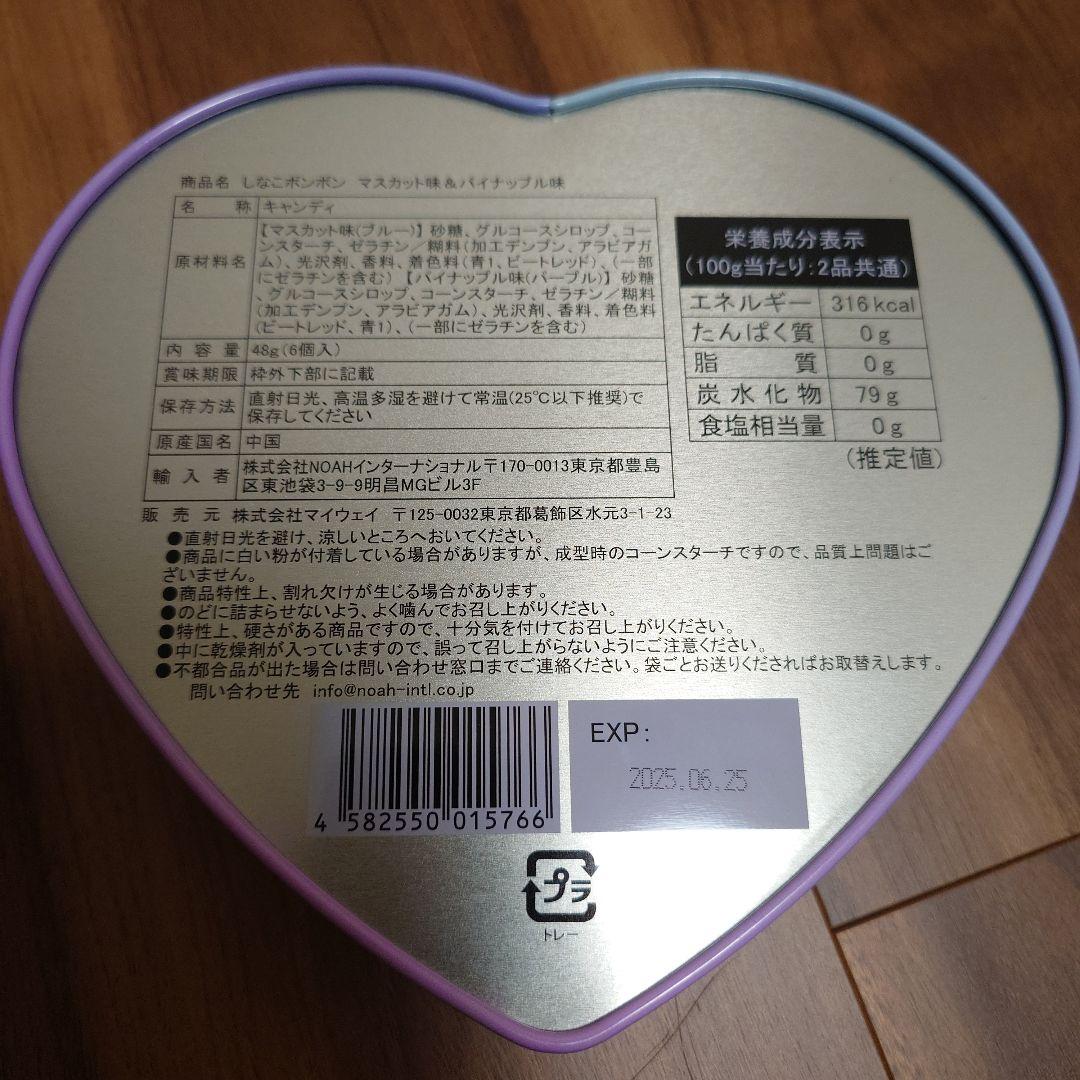 商品名 しなこボンボン マスカット味＆パイナップル味
名 称 キャンディ
原材料名
【マスカット味(ブルー)】 砂糖、グルコースシロップ、コー
ンスターチ、ゼラチン／糊料(加工デンプン、アラビアガ
ム)、光沢剤、香料、着色料(青1、ビートレッド)、(一部
にゼラチンを含む) 【パイナップル味(パープル)】 砂糖
、グルコースシロップ、コーンスターチ、ゼラチン／糊料
(加工デンプン、アラビアガム)、光沢剤、香料、着色料
(ビートレッド、青1)、(一部にゼラチンを含む)
内 容 量 48g(6個入)
賞味期限 枠外下部に記載
保存方法 直射日光、高温多湿を避けて常温(25℃以下推奨)で
保存してください
原産国名 中国
輸 入 者 株式会社NOAHインターナショナル〒170-0013東京都豊島
区東池袋3-9-9明昌MGビル3F
販 売 元 株式会社マイウェイ 〒125-0032東京都葛飾区水元3-1-23
栄養成分表示
(100g当たり:2品共通)
エネルギー 316kcal
たんぱく質 0g
脂 質 0g
炭水化物 79g
食塩相当量 0g
(推定値)
●直射日光を避け、涼しいところへおいてください。
●商品に白い粉が付着している場合がありますが、成型時のコーンスターチですので、品質上問題はご
ざいません。
●商品特性上、割れ欠けが生じる場合があります。
●のどに詰まらせないよう、よく噛んでお召し上がりください。
●特性上、硬さがある商品ですので、十分気を付けてお召し上がりください。
●中に乾燥剤が入っていますので、誤って召し上がらないようにご注意ください。
●不都合品が出た場合は問い合わせ窓口までご連絡ください。袋ごとお送りくださればお取替えします。
問い合わせ先 info@noah-intl.co.jp
4 582550 015766
EXP:
2025.06.25
プラ
トレー